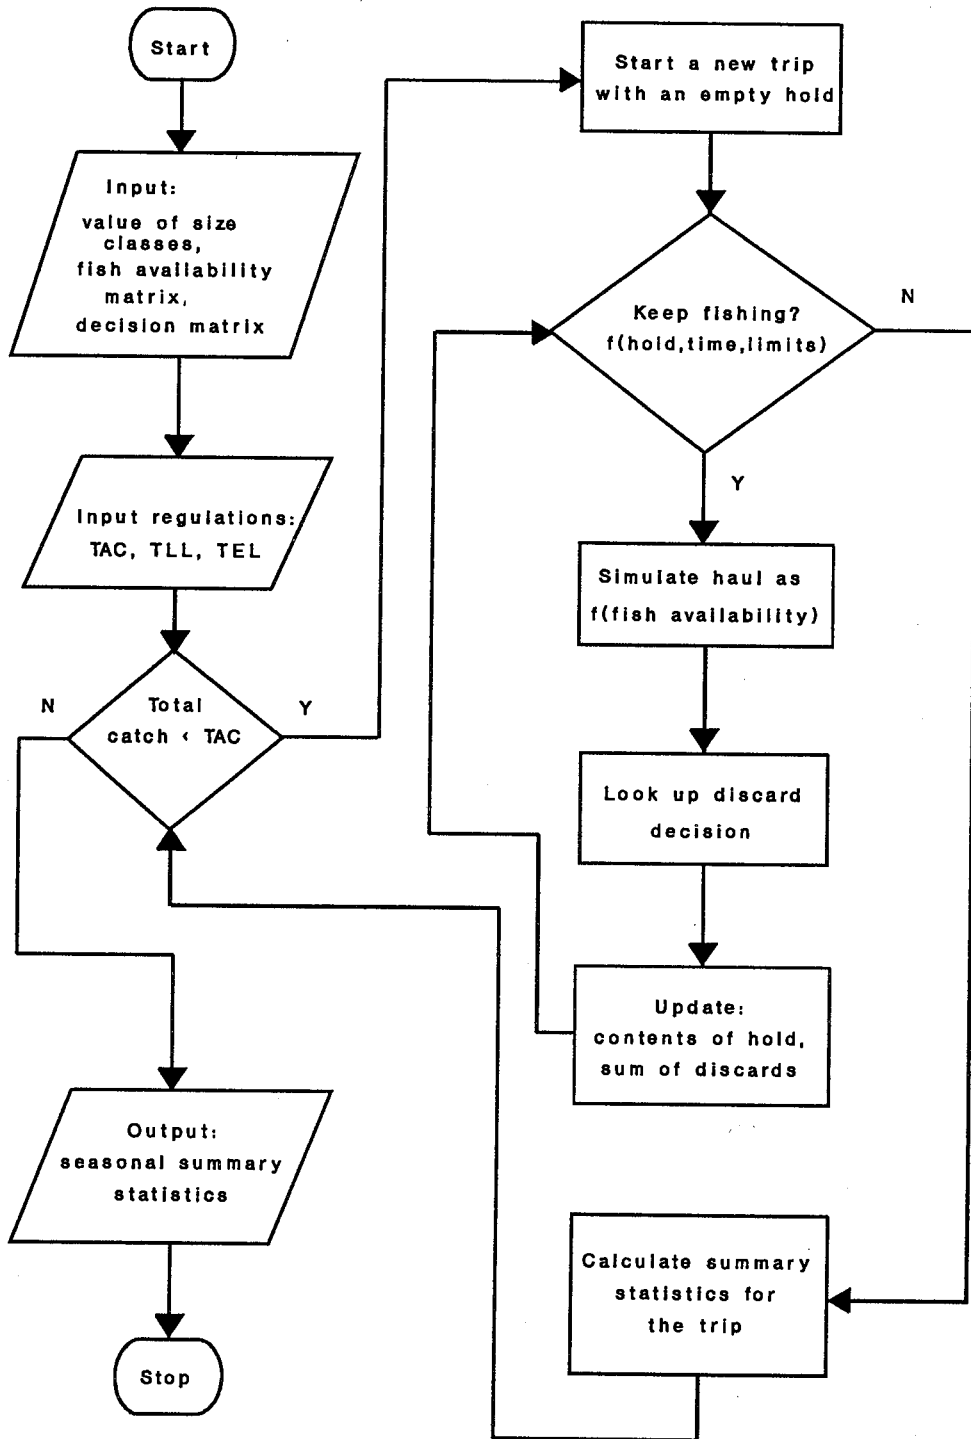 Start
Input:
value of size
classes,
fish availability
matrix,
decision matrix
Input regulations:
TAC, TLL, TEL
N
Total
catch < TAC
Y
Output:
seasonal summary
statistics
Stop
Start a new trip
with an empty hold
Keep fishing?
f(hold,time,limits)
N
Y
Simulate haul as
f(fish availability)
Look up discard
decision
Update:
contents of hold,
sum of discards
Calculate summary
statistics for
the trip